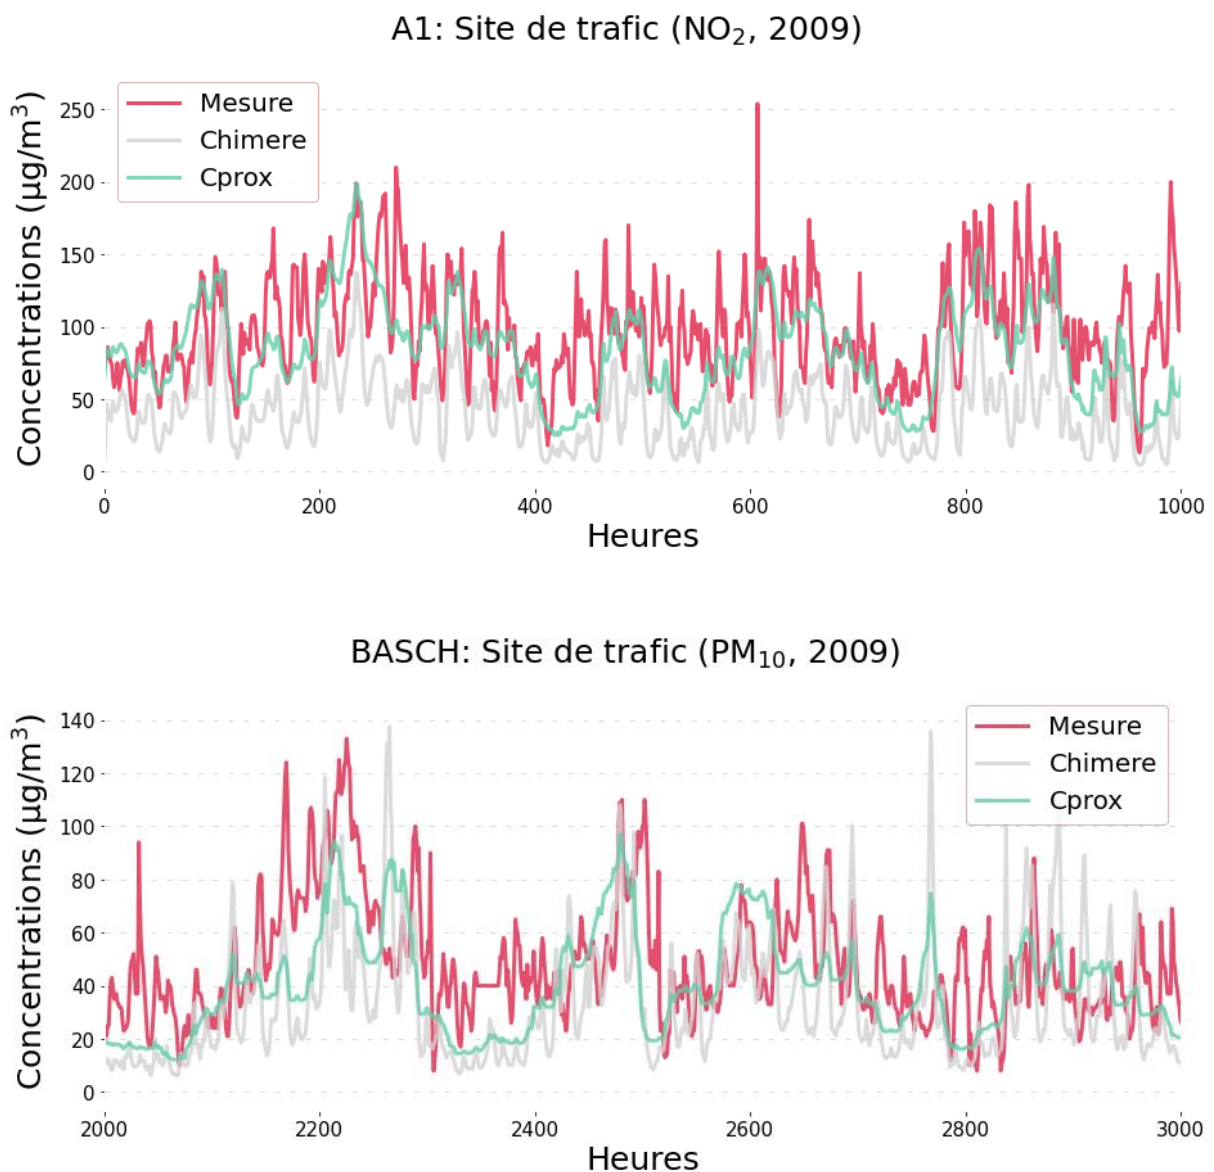 A1: Site de trafic (NO₂, 2009)
Concentrations (µg/m³)
250
200
150
100
50
0
Mesure
Chimere
Cprox
0 200 400 600 800 1000
Heures
BASCH: Site de trafic (PM₁₀, 2009)
Concentrations (µg/m³)
140
120
100
80
60
40
20
0
Mesure
Chimere
Cprox
2000 2200 2400 2600 2800 3000
Heures